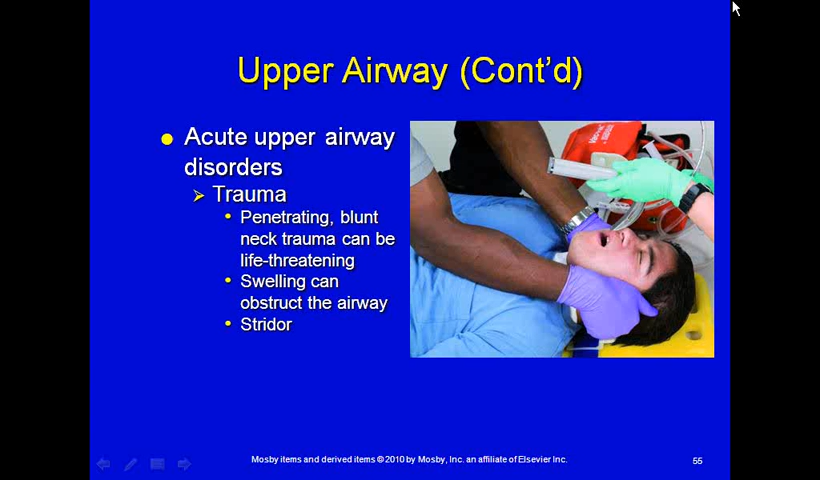 Upper Airway (Cont'd)
Acute upper airway
disorders
Trauma
Penetrating, blunt
neck trauma can be
life-threatening
Swelling can
obstruct the airway
Stridor
Mosby items and derived items © 2010 by Mosby, Inc. an affiliate of Elsevier Inc.
55